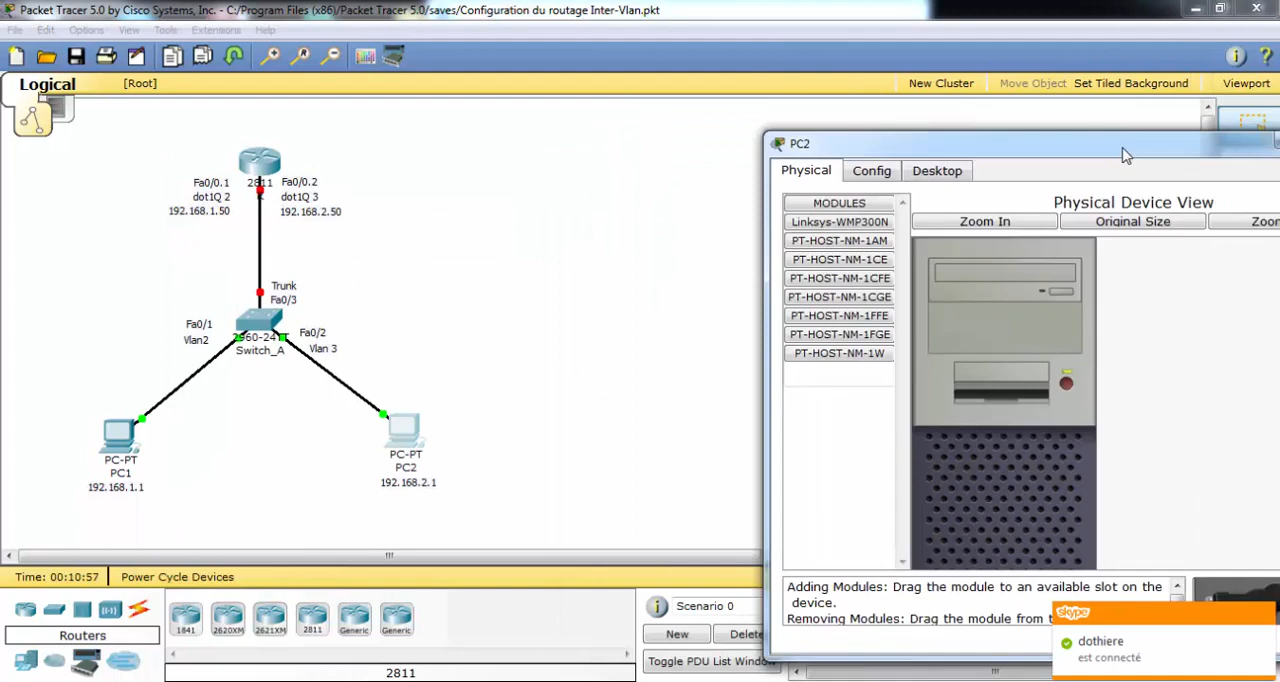 Packet Tracer 5.0 by Cisco Systems, Inc. - C:/Program Files (x86)/Packet Tracer 5.0/saves/Configuration du routage Inter-Vlan.pkt
File Edit Options View Tools Extensions Help
Logical [Root] New Cluster Move Object Set Tiled Background Viewport
Fa0/0.1
dot1Q 2
192.168.1.50
2811
Fa0/0.2
dot1Q 3
192.168.2.50
Trunk
Fa0/3
Fa0/1
Vlan2
2960-24TT
Switch_A
Fa0/2
Vlan 3
PC-PT
PC1
192.168.1.1
PC-PT
PC2
192.168.2.1
PC2
Physical Config Desktop
MODULES
Linksys-WMP300N
PT-HOST-NM-1AM
PT-HOST-NM-1CE
PT-HOST-NM-1CFE
PT-HOST-NM-1CGE
PT-HOST-NM-1FFE
PT-HOST-NM-1FGE
PT-HOST-NM-1W
Physical Device View
Zoom In Original Size Zoo
Adding Modules: Drag the module to an available slot on the
device.
Removing Modules: Drag the module from
Time: 00:10:57 Power Cycle Devices
Routers
1841 2620XM 2621XM 2811 Generic Generic
2811
Scenario 0
New Delete
Toggle PDU List Window
skype
dothiere
est connecté